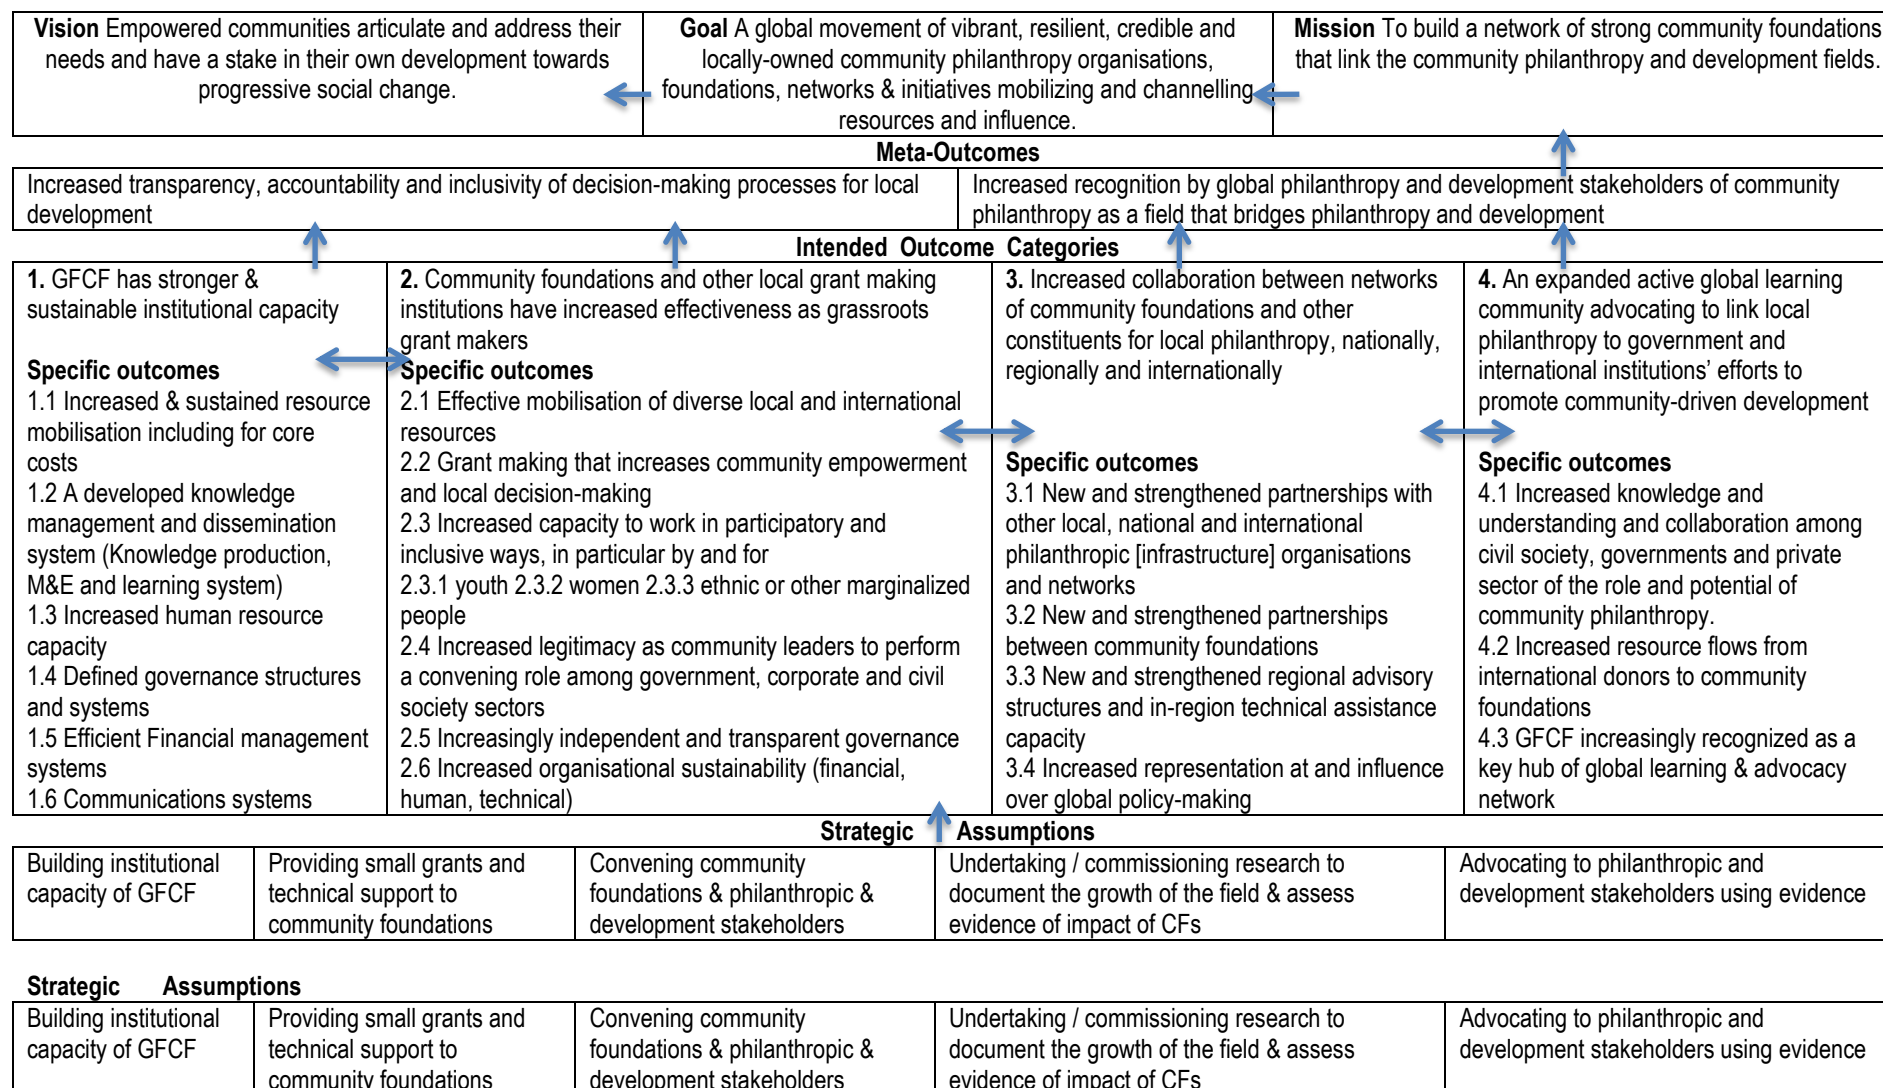 Vision Empowered communities articulate and address their
needs and have a stake in their own development towards
progressive social change.
Goal A global movement of vibrant, resilient, credible and
locally-owned community philanthropy organisations,
foundations, networks & initiatives mobilizing and channelling
resources and influence.
Mission To build a network of strong community foundations
that link the community philanthropy and development fields.
Meta-Outcomes
Increased transparency, accountability and inclusivity of decision-making processes for local
development
Increased recognition by global philanthropy and development stakeholders of community
philanthropy as a field that bridges philanthropy and development
Intended Outcome Categories
1. GFCF has stronger &
sustainable institutional capacity
Specific outcomes
1.1 Increased & sustained resource
mobilisation including for core
costs
1.2 A developed knowledge
management and dissemination
system (Knowledge production,
M&E and learning system)
1.3 Increased human resource
capacity
1.4 Defined governance structures
and systems
1.5 Efficient Financial management
systems
1.6 Communications systems
2. Community foundations and other local grant making
institutions have increased effectiveness as grassroots
grant makers
Specific outcomes
2.1 Effective mobilisation of diverse local and international
resources
2.2 Grant making that increases community empowerment
and local decision-making
2.3 Increased capacity to work in participatory and
inclusive ways, in particular by and for
2.3.1 youth 2.3.2 women 2.3.3 ethnic or other marginalized
people
2.4 Increased legitimacy as community leaders to perform
a convening role among government, corporate and civil
society sectors
2.5 Increasingly independent and transparent governance
2.6 Increased organisational sustainability (financial,
human, technical)
3. Increased collaboration between networks
of community foundations and other
constituents for local philanthropy, nationally,
regionally and internationally
Specific outcomes
3.1 New and strengthened partnerships with
other local, national and international
philanthropic [infrastructure] organisations
and networks
3.2 New and strengthened partnerships
between community foundations
3.3 New and strengthened regional advisory
structures and in-region technical assistance
capacity
3.4 Increased representation at and influence
over global policy-making
4. An expanded active global learning
community advocating to link local
philanthropy to government and
international institutions’ efforts to
promote community-driven development
Specific outcomes
4.1 Increased knowledge and
understanding and collaboration among
civil society, governments and private
sector of the role and potential of
community philanthropy.
4.2 Increased resource flows from
international donors to community
foundations
4.3 GFCF increasingly recognized as a
key hub of global learning & advocacy
network
Strategic Assumptions
Building institutional
capacity of GFCF
Providing small grants and
technical support to
community foundations
Convening community
foundations & philanthropic &
development stakeholders
Undertaking / commissioning research to
document the growth of the field & assess
evidence of impact of CFs
Advocating to philanthropic and
development stakeholders using evidence
Strategic Assumptions
Building institutional
capacity of GFCF
Providing small grants and
technical support to
community foundations
Convening community
foundations & philanthropic &
development stakeholders
Undertaking / commissioning research to
document the growth of the field & assess
evidence of impact of CFs
Advocating to philanthropic and
development stakeholders using evidence